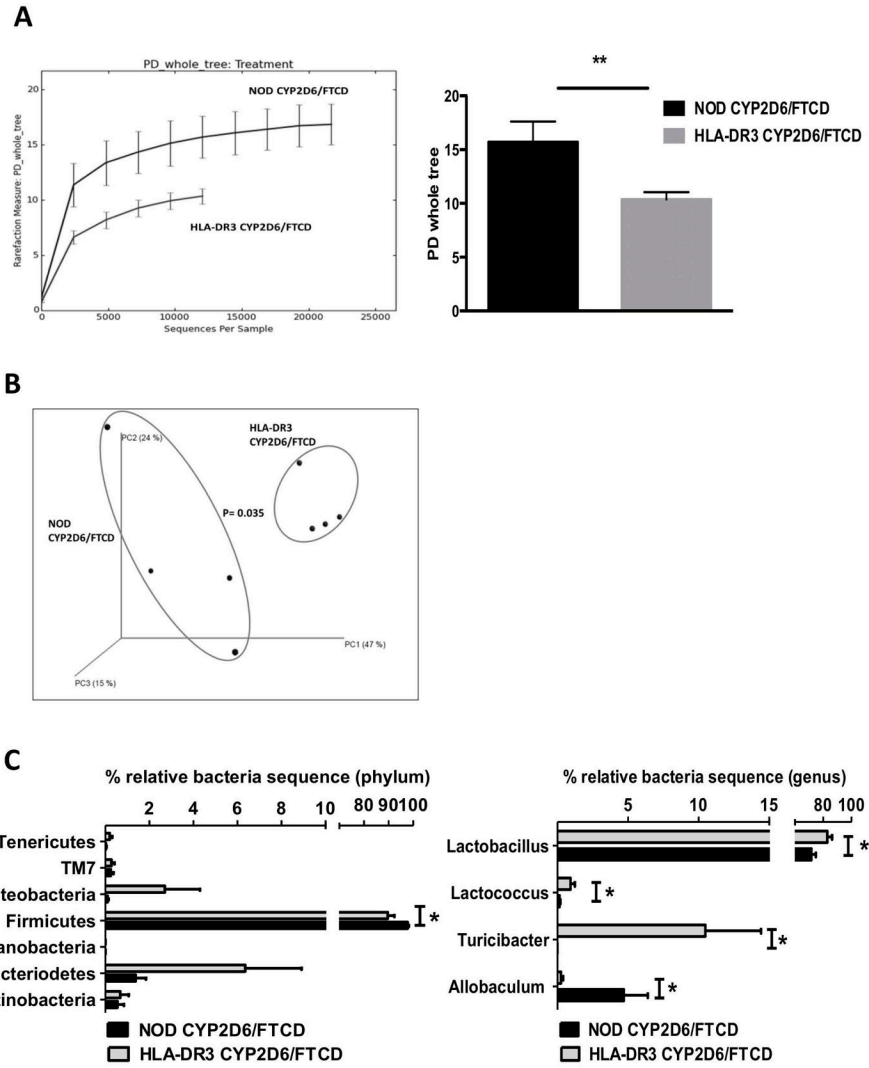 A
PD_whole_tree: Treatment
Rarefaction Measure: PD_whole_tree
20
15
10
5
0
NOD CYP2D6/FTCD
HLA-DR3 CYP2D6/FTCD
0 5000 10000 15000 20000 25000
Sequences Per Sample
**
PD whole tree
20
15
10
5
0
NOD CYP2D6/FTCD
HLA-DR3 CYP2D6/FTCD
B
PC2 (24 %)
HLA-DR3
CYP2D6/FTCD
P= 0.035
NOD
CYP2D6/FTCD
PC1 (47 %)
PC3 (15 %)
C
% relative bacteria sequence (phylum)
2 4 6 8 10 80 90 100
Tenericutes
TM7
teobacteria
Firmicutes
*
anobacteria
cteriodetes
tinobacteria
NOD CYP2D6/FTCD
HLA-DR3 CYP2D6/FTCD
% relative bacteria sequence (genus)
5 10 15 80 100
Lactobacillus
*
Lactococcus
*
Turicibacter
*
Allobaculum
*
NOD CYP2D6/FTCD
HLA-DR3 CYP2D6/FTCD